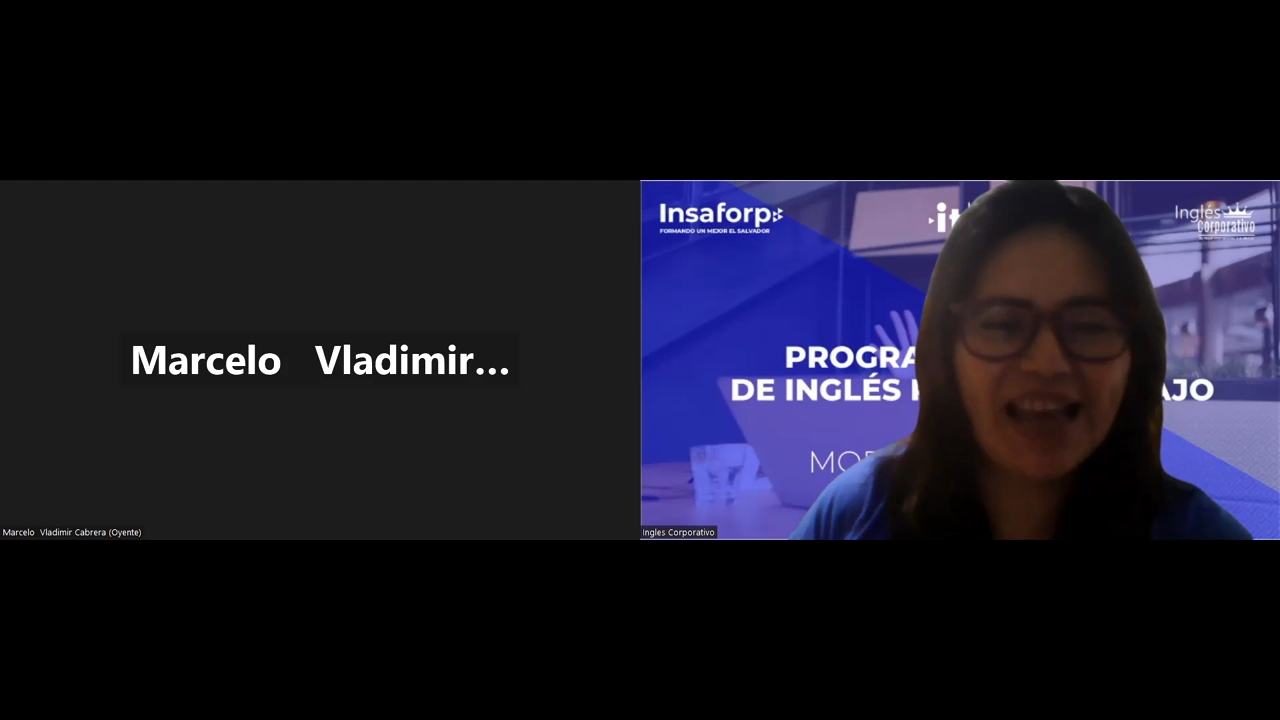 Marcelo Vladimir...
Marcelo Vladimir Cabrera (Oyente)
Insaforp
FORMANDO UN MEJOR EL SALVADOR
it
Inglés
Corporativo
PROGRA
DE INGLÉS AJO
Ingles Corporativo